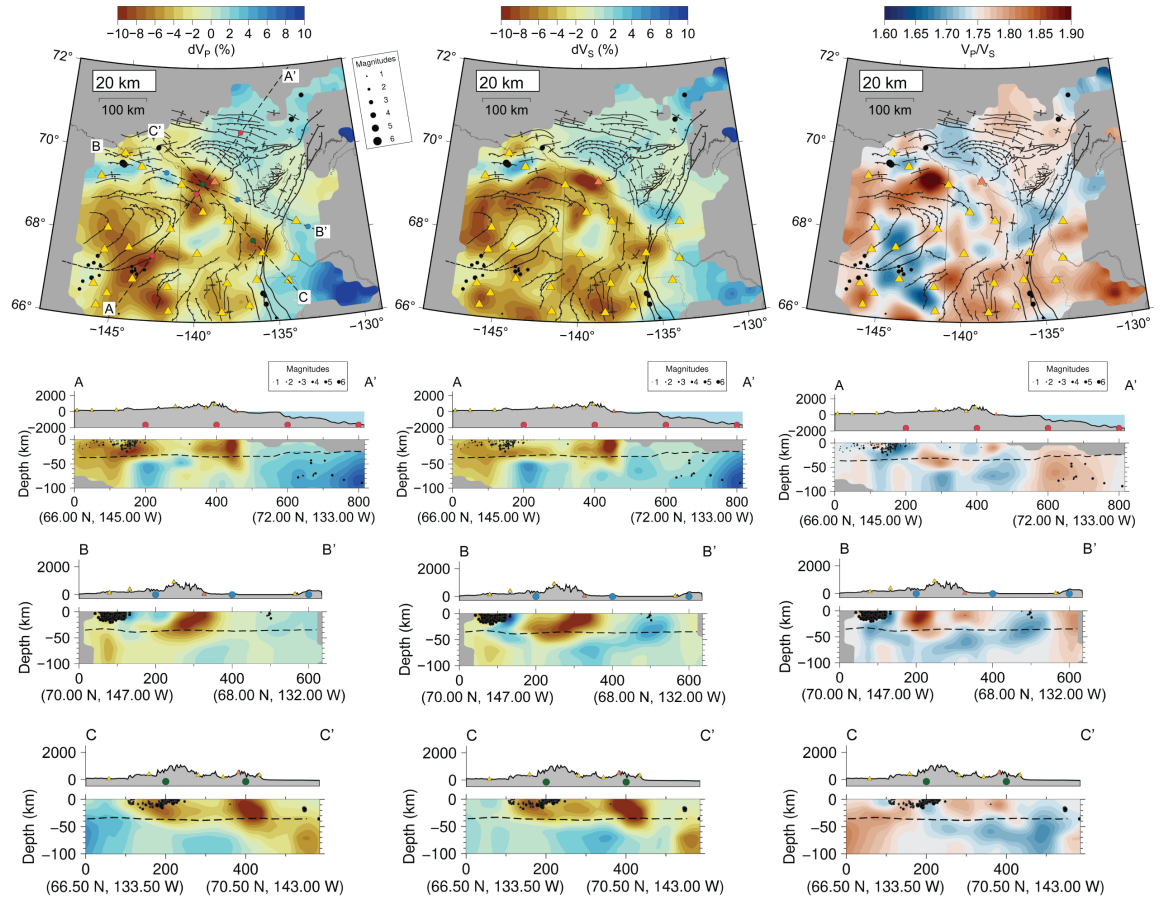 −10−8 −6 −4 −2 0 2 4 6 8 10
dVP (%)
−10−8 −6 −4 −2 0 2 4 6 8 10
dVS (%)
1.60 1.65 1.70 1.75 1.80 1.85 1.90
VP/VS
72°
20 km
100 km
Magnitudes
1
2
3
4
5
6
A'
C'
B
B'
C
A
70°
68°
66°
−145°
−140°
−135°
−130°
72°
20 km
100 km
70°
68°
66°
−145°
−140°
−135°
−130°
72°
20 km
100 km
70°
68°
66°
−145°
−140°
−135°
−130°
Magnitudes
1 2 3 4 5 6
A A'
2000
0
−2000
0
−50
−100
Depth (km)
0 200 400 600 800
(66.00 N, 145.00 W) (72.00 N, 133.00 W)
Magnitudes
1 2 3 4 5 6
A A'
2000
0
−2000
0
−50
−100
Depth (km)
0 200 400 600 800
(66.00 N, 145.00 W) (72.00 N, 133.00 W)
Magnitudes
1 2 3 4 5 6
A A'
2000
0
−2000
0
−50
−100
Depth (km)
0 200 400 600 800
(66.00 N, 145.00 W) (72.00 N, 133.00 W)
B B'
2000
0
0
−50
−100
Depth (km)
0 200 400 600
(70.00 N, 147.00 W) (68.00 N, 132.00 W)
B B'
2000
0
0
−50
−100
Depth (km)
0 200 400 600
(70.00 N, 147.00 W) (68.00 N, 132.00 W)
B B'
2000
0
0
−50
−100
Depth (km)
0 200 400 600
(70.00 N, 147.00 W) (68.00 N, 132.00 W)
C C'
2000
0
0
−50
−100
Depth (km)
0 200 400
(66.50 N, 133.50 W) (70.50 N, 143.00 W)
C C'
2000
0
0
−50
−100
Depth (km)
0 200 400
(66.50 N, 133.50 W) (70.50 N, 143.00 W)
C C'
2000
0
0
−50
−100
Depth (km)
0 200 400
(66.50 N, 133.50 W) (70.50 N, 143.00 W)